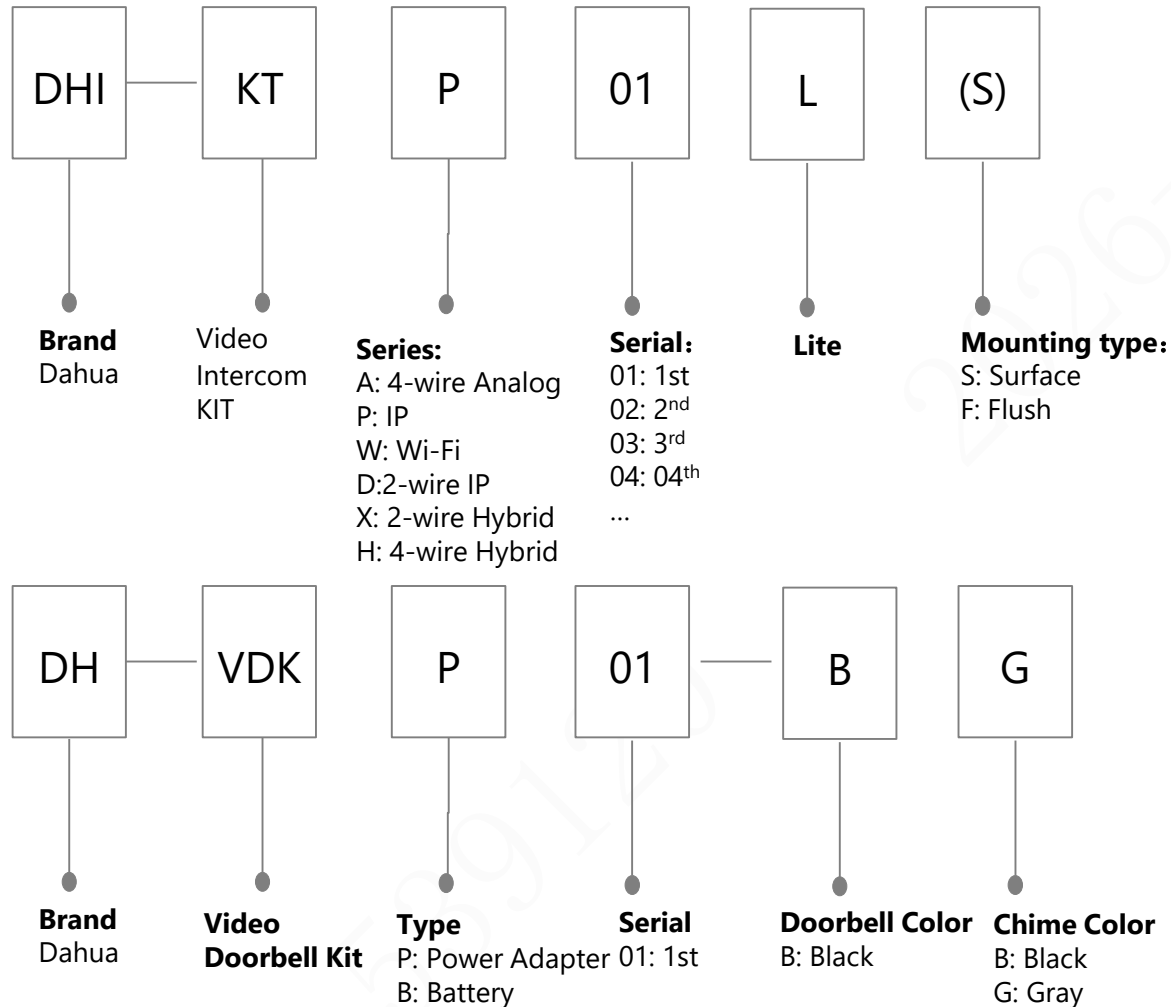 DHI KT P 01 L (S)
Brand
Dahua
Video
Intercom
KIT
Series:
A: 4-wire Analog
P: IP
W: Wi-Fi
D:2-wire IP
X: 2-wire Hybrid
H: 4-wire Hybrid
Serial：
01: 1st
02: 2nd
03: 3rd
04: 04th
...
Lite
Mounting type：
S: Surface
F: Flush
DH VDK P 01 B G
Brand
Dahua
Video
Doorbell Kit
Type
P: Power Adapter
B: Battery
Serial
01: 1st
Doorbell Color
B: Black
Chime Color
B: Black
G: Gray